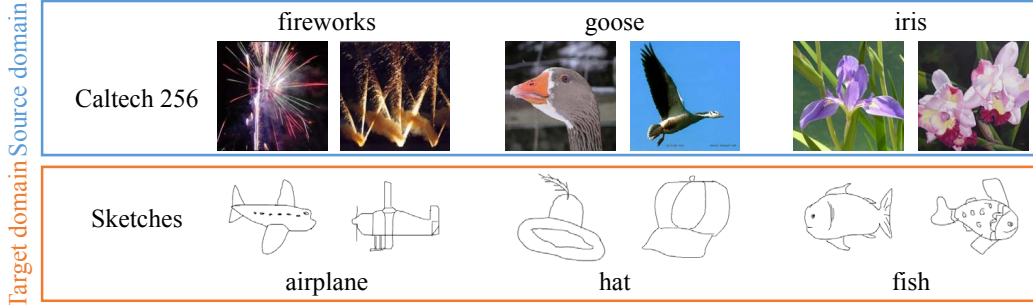 Source domain
fireworks
goose
iris
Caltech 256
Target domain
Sketches
airplane
hat
fish